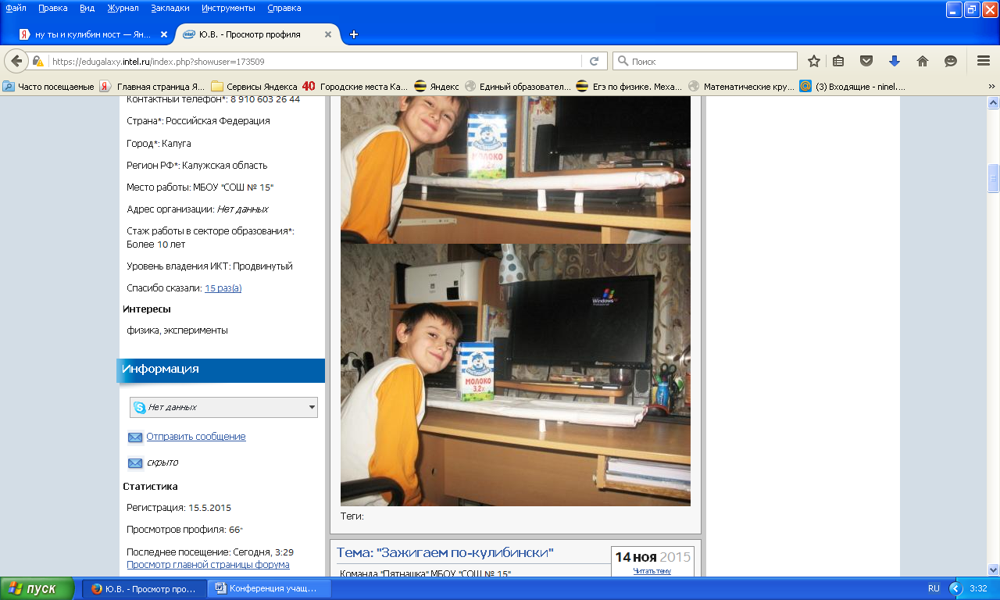 Файл Правка Вид Журнал Закладки Инструменты Справка
ну ты и кулибин мост — Ян...
Ю.В. - Просмотр профиля
https://edugalaxy.intel.ru/index.php?showuser=173509
Поиск
Часто посещаемые Главная страница Я... Сервисы Яндекса 40 Городские места Ка... Яндекс Единый образовател... Егэ по физике. Меха... Математические кру... (3) Входящие - ninel....
Контактный телефон*: 8 910 603 26 44
Страна*: Российская Федерация
Город*: Калуга
Регион РФ*: Калужская область
Место работы: МБОУ "СОШ № 15"
Адрес организации: Нет данных
Стаж работы в секторе образования*:
Более 10 лет
Уровень владения ИКТ: Продвинутый
Спасибо сказали: 15 раз(а)
Интересы
физика, эксперименты
Информация
Нет данных
Отправить сообщение
скрыто
Статистика
Регистрация: 15.5.2015
Просмотров профиля: 66*
Последнее посещение: Сегодня, 3:29
Просмотр главной страницы форума
МОЛОКО
3,2%
Windows
МОЛОКО
3,2%
Теги:
Тема: "Зажигаем по-кулибински"
14 ноя 2015
Читать тему
Команда "Пятнашка" МБОУ "СОШ № 15"
пуск
Ю.В. - Просмотр про...
Конференция учащ...
RU
3:32